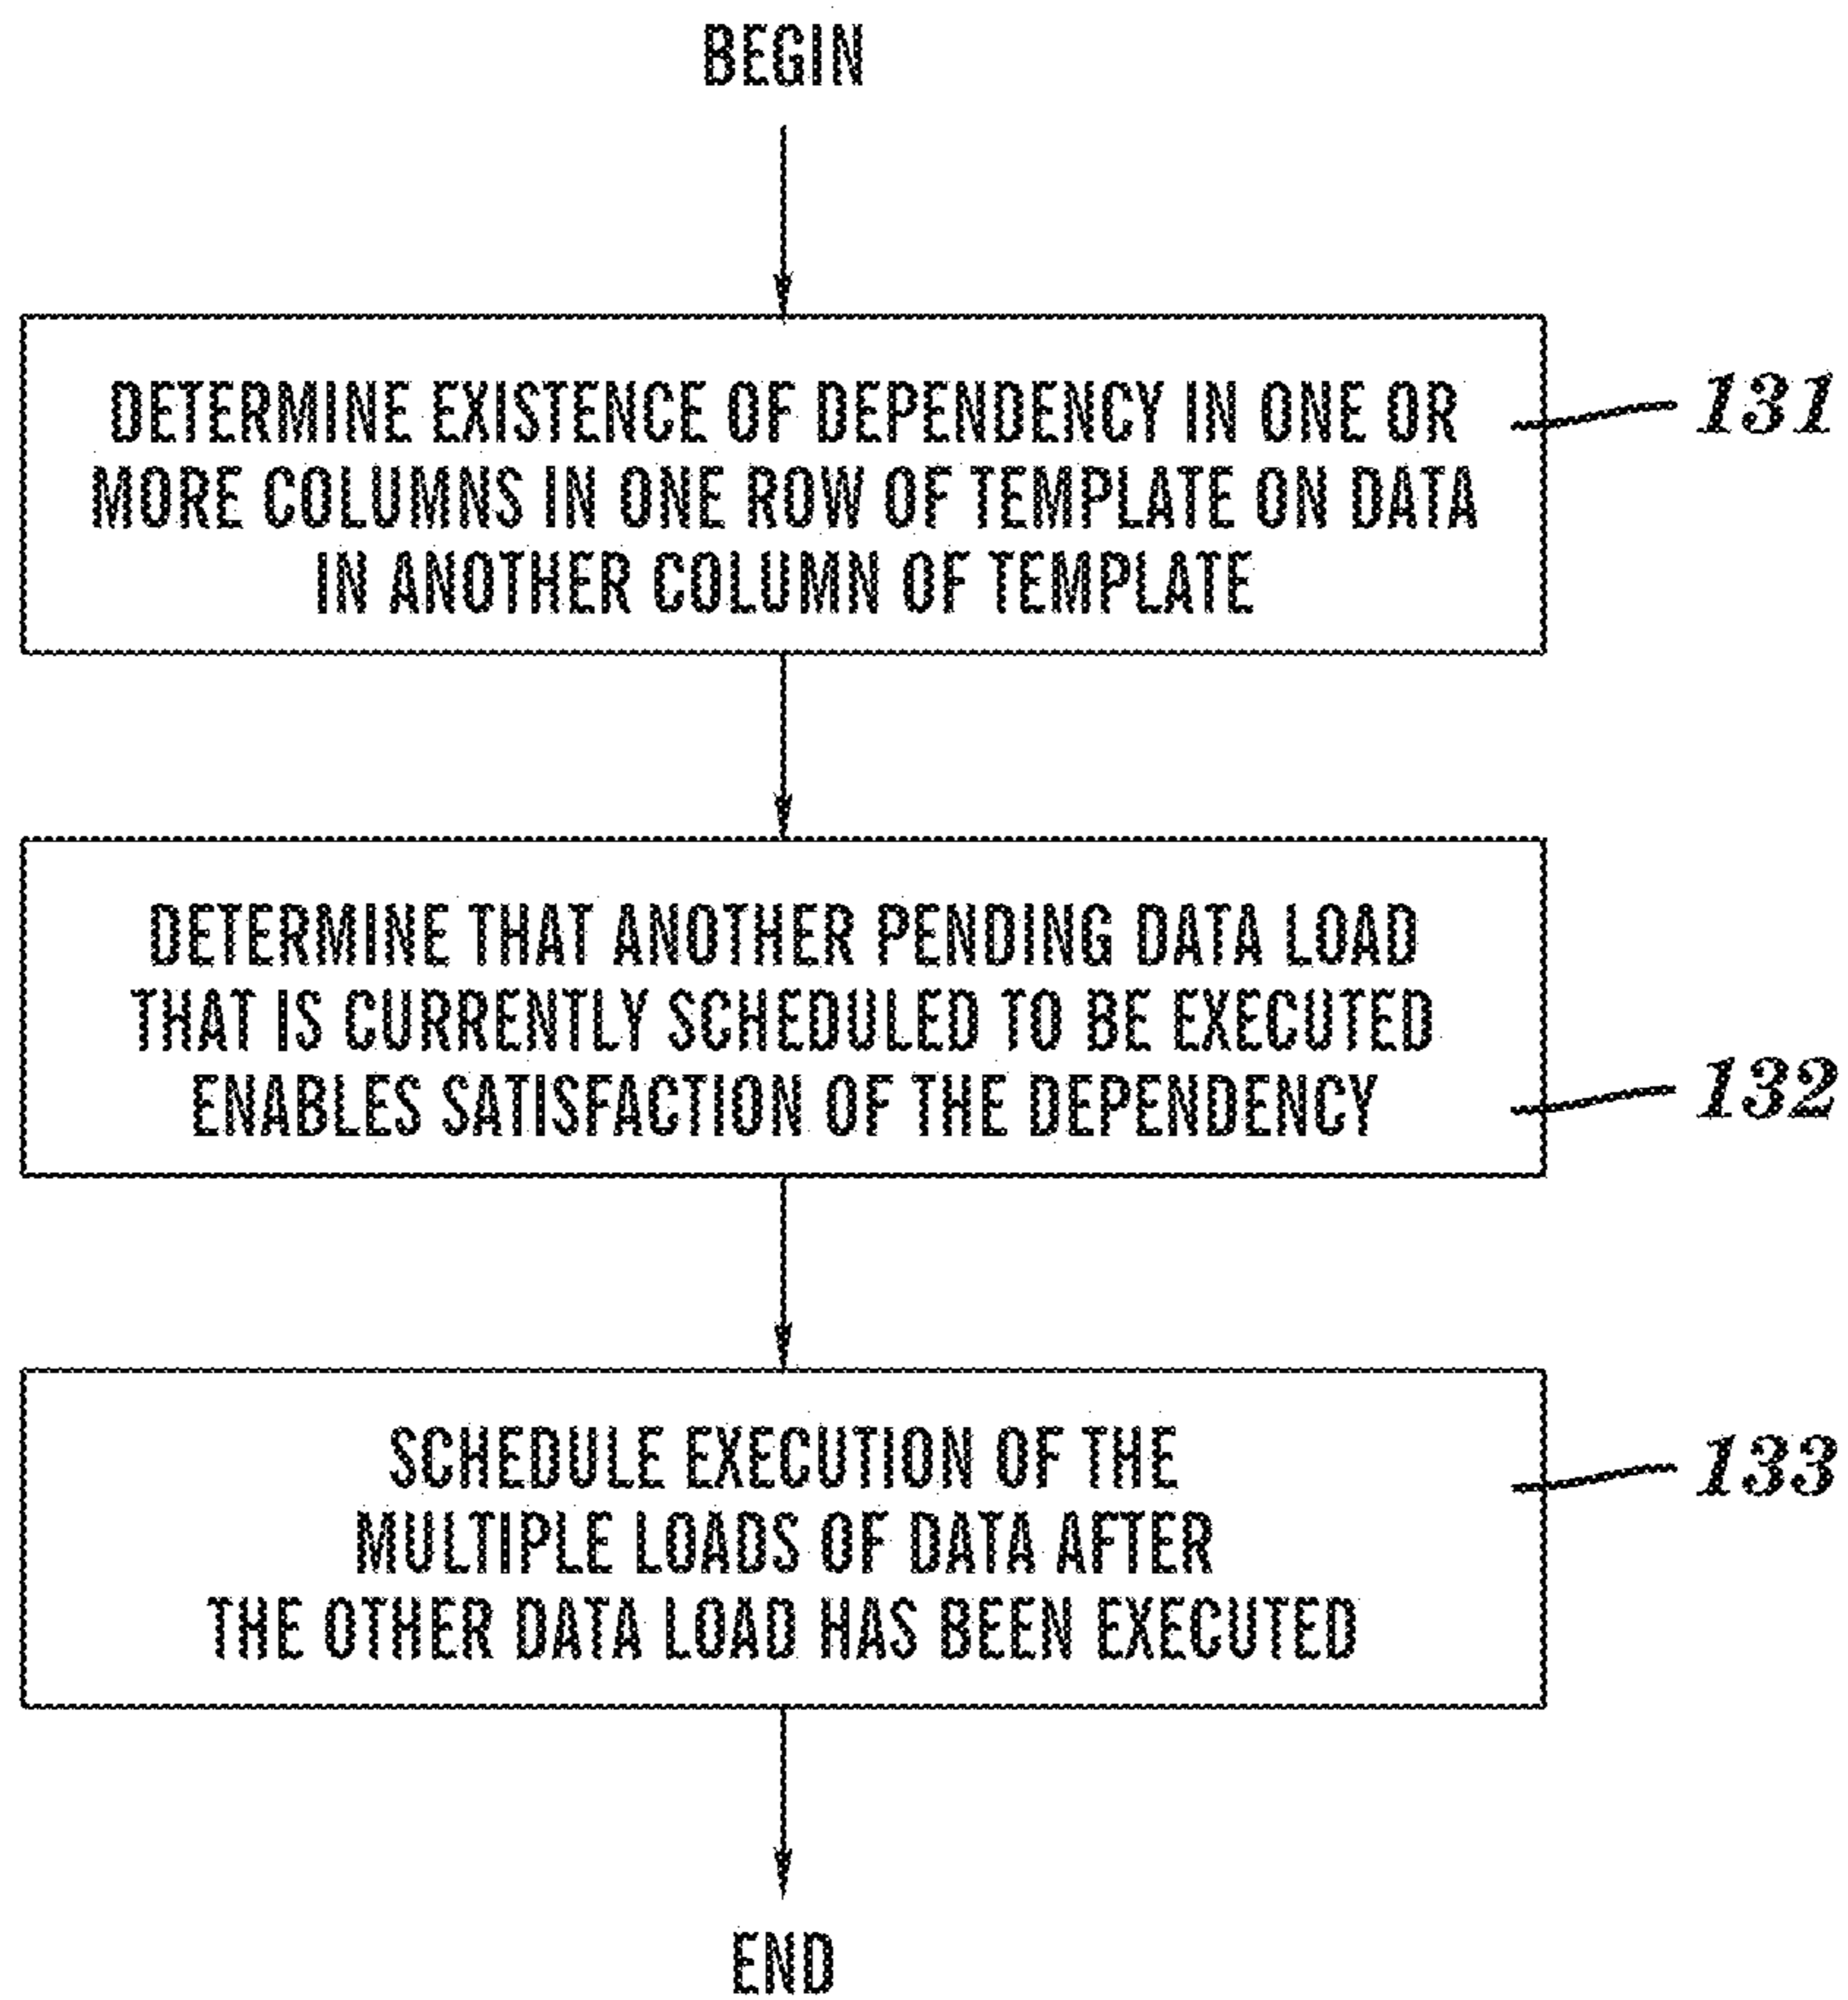 BEGIN
DETERMINE EXISTENCE OF DEPENDENCY IN ONE OR
MORE COLUMNS IN ONE ROW OF TEMPLATE ON DATA
IN ANOTHER COLUMN OF TEMPLATE
131
DETERMINE THAT ANOTHER PENDING DATA LOAD
THAT IS CURRENTLY SCHEDULED TO BE EXECUTED
ENABLES SATISFACTION OF THE DEPENDENCY
132
SCHEDULE EXECUTION OF THE
MULTIPLE LOADS OF DATA AFTER
THE OTHER DATA LOAD HAS BEEN EXECUTED
133
END